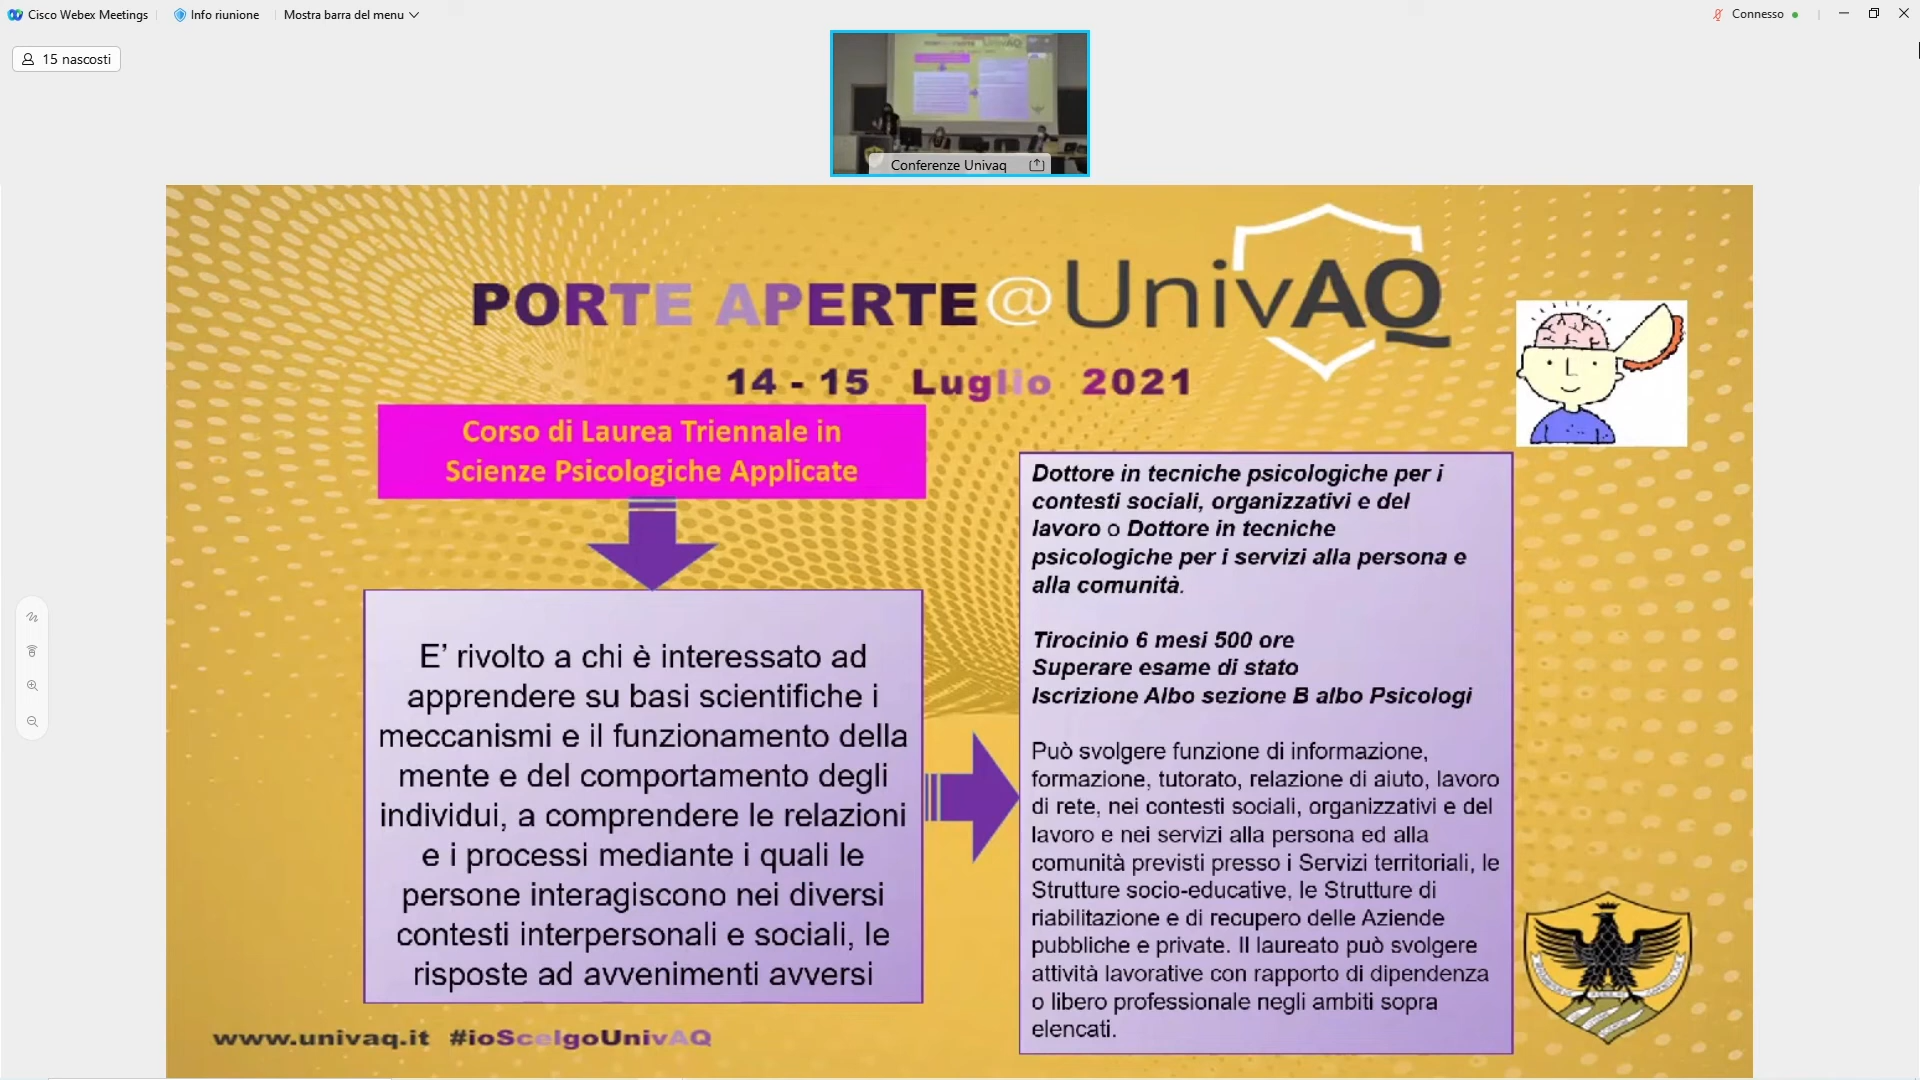 Cisco Webex Meetings
Info riunione
Mostra barra del menu
Connesso
15 nascosti
Conferenze Univaq
PORTE APERTE@UnivAQ
14 - 15 Luglio 2021
Corso di Laurea Triennale in
Scienze Psicologiche Applicate
E’ rivolto a chi è interessato ad
apprendere su basi scientifiche i
meccanismi e il funzionamento della
mente e del comportamento degli
individui, a comprendere le relazioni
e i processi mediante i quali le
persone interagiscono nei diversi
contesti interpersonali e sociali, le
risposte ad avvenimenti avversi
Dottore in tecniche psicologiche per i
contesti sociali, organizzativi e del
lavoro o Dottore in tecniche
psicologiche per i servizi alla persona e
alla comunità.
Tirocinio 6 mesi 500 ore
Superare esame di stato
Iscrizione Albo sezione B albo Psicologi
Può svolgere funzione di informazione,
formazione, tutorato, relazione di aiuto, lavoro
di rete, nei contesti sociali, organizzativi e del
lavoro e nei servizi alla persona ed alla
comunità previsti presso i Servizi territoriali, le
Strutture socio-educative, le Strutture di
riabilitazione e di recupero delle Aziende
pubbliche e private. Il laureato può svolgere
attività lavorative con rapporto di dipendenza
o libero professionale negli ambiti sopra
elencati.
www.univaq.it #ioScelgoUnivAQ